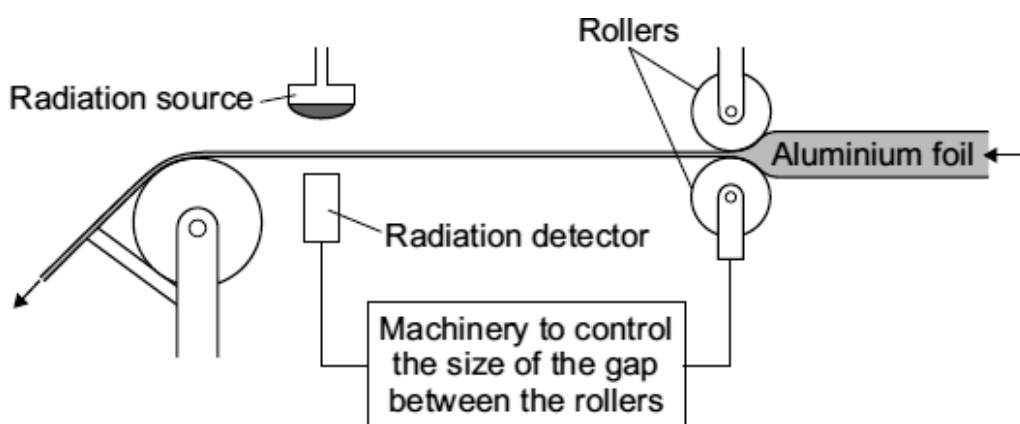 Rollers
Radiation source
Aluminium foil
Radiation detector
Machinery to control
the size of the gap
between the rollers